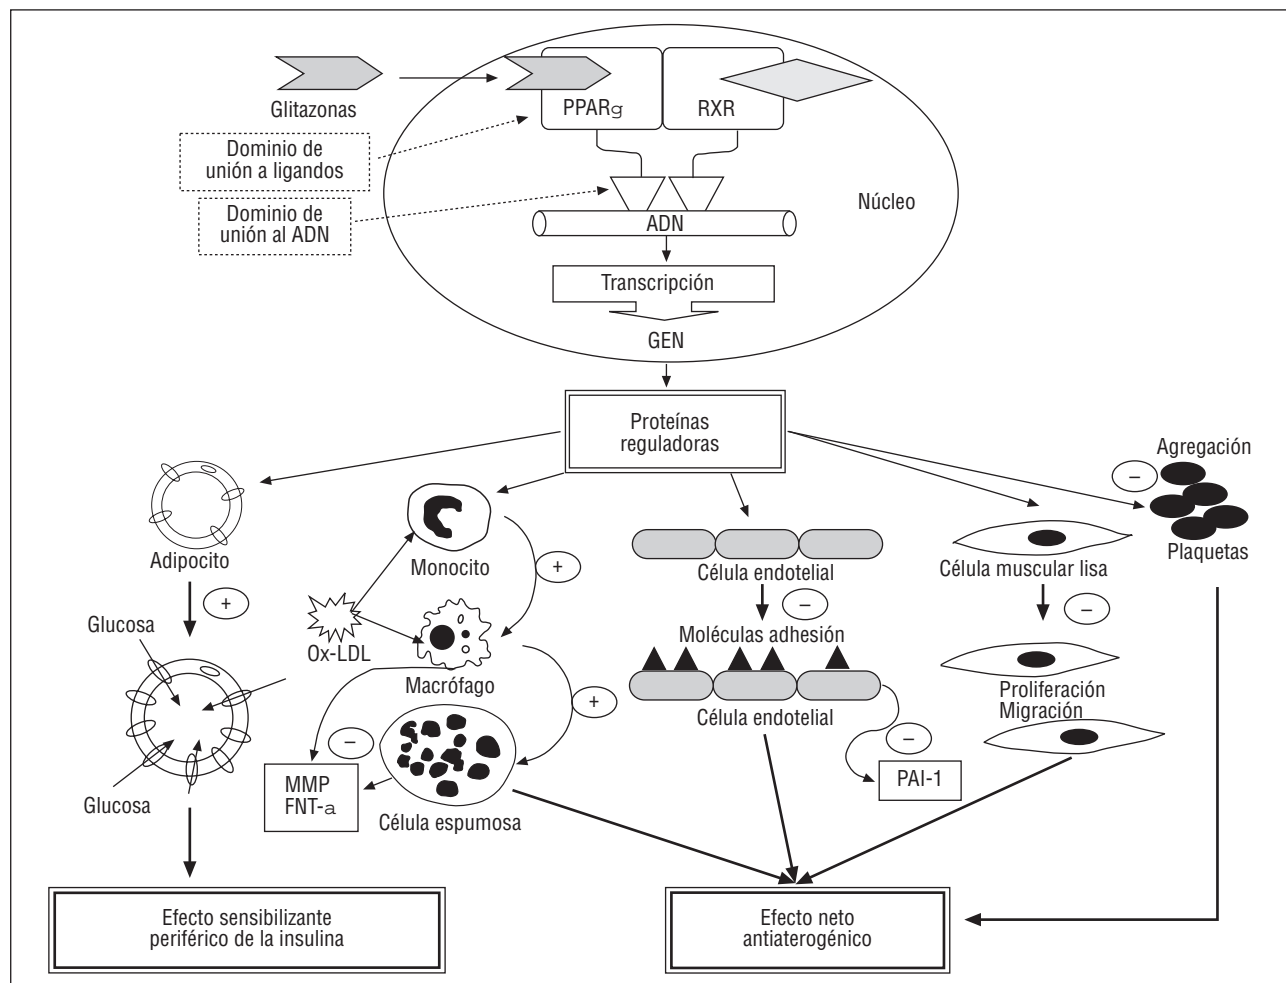 Glitazonas
PPARg
RXR
Dominio de
unión a ligandos
Dominio de
unión al ADN
Núcleo
ADN
Transcripción
GEN
Proteínas
reguladoras
Agregación
–
Plaquetas
Adipocito
Monocito
Célula endotelial
Célula muscular lisa
+
+
–
–
Glucosa
Ox-LDL
Moléculas adhesión
Macrófago
+
Célula endotelial
Proliferación
Migración
–
–
MMP
FNT-a
PAI-1
Glucosa
Célula espumosa
Efecto sensibilizante
periférico de la insulina
Efecto neto
antiaterogénico